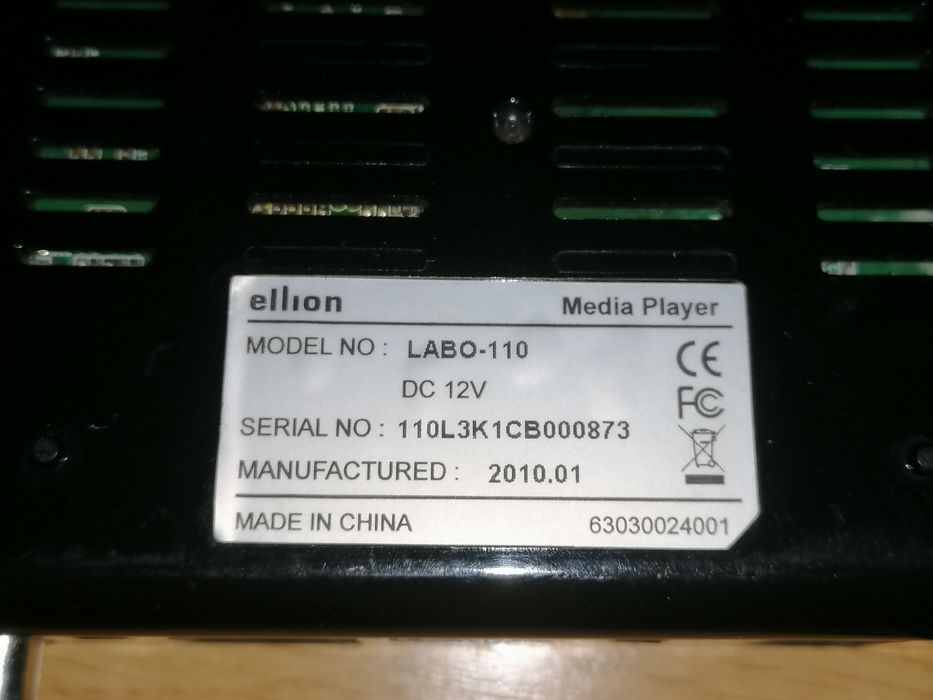 ellion Media Player
MODEL NO : LABO-110
DC 12V
SERIAL NO : 110L3K1CB000873
MANUFACTURED : 2010.01
MADE IN CHINA 63030024001
CE
FC